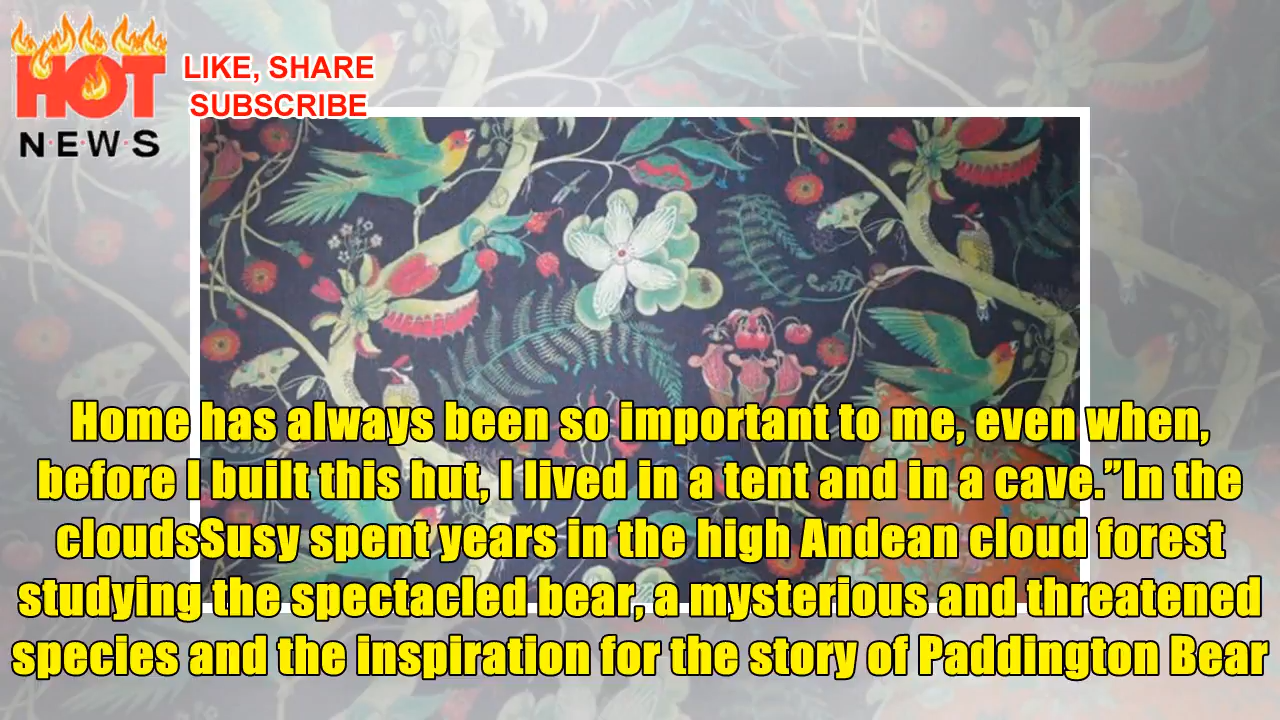 HOT
N·E·W·S
LIKE, SHARE
SUBSCRIBE
Home has always been so important to me, even when,
before I built this hut, I lived in a tent and in a cave.”In the
cloudsSusy spent years in the high Andean cloud forest
studying the spectacled bear, a mysterious and threatened
species and the inspiration for the story of Paddington Bear